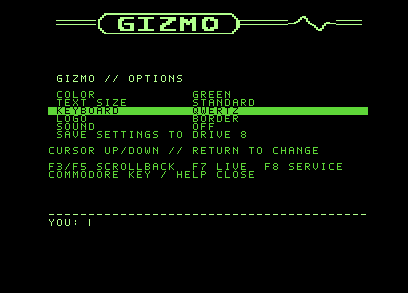 GIZMO
GIZMO // OPTIONS
COLOR GREEN
TEXT SIZE STANDARD
KEYBOARD QWERTZ
LOGO BORDER
SOUND OFF
SAVE SETTINGS TO DRIVE 8
CURSOR UP/DOWN // RETURN TO CHANGE
F3/F5 SCROLLBACK F7 LIVE F8 SERVICE
COMMODORE KEY / HELP CLOSE
YOU: